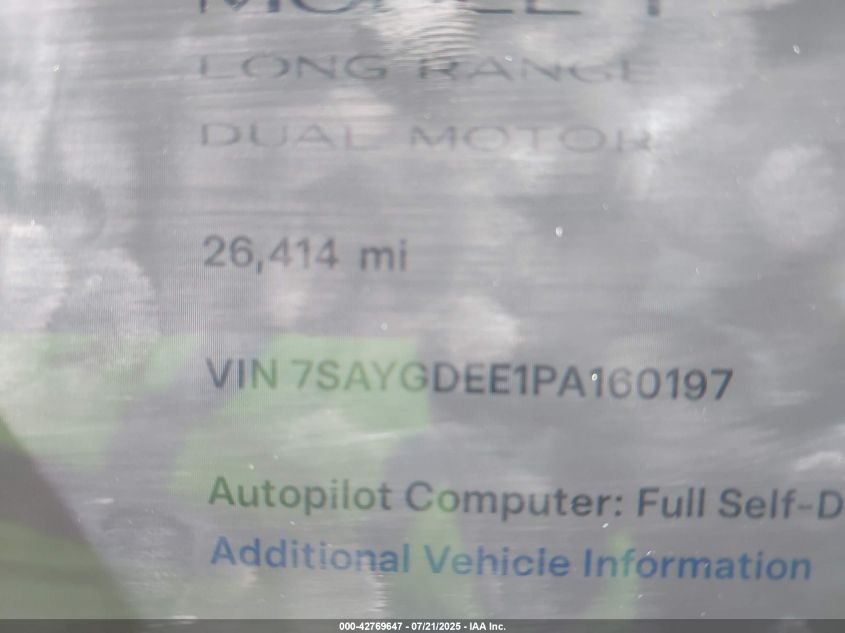 MODEL Y
LONG RANGE
DUAL MOTOR
26,414 mi
VIN 7SAYGDEE1PA160197
Autopilot Computer: Full Self-D
Additional Vehicle Information
000-42769647 - 07/21/2025 - IAA Inc.